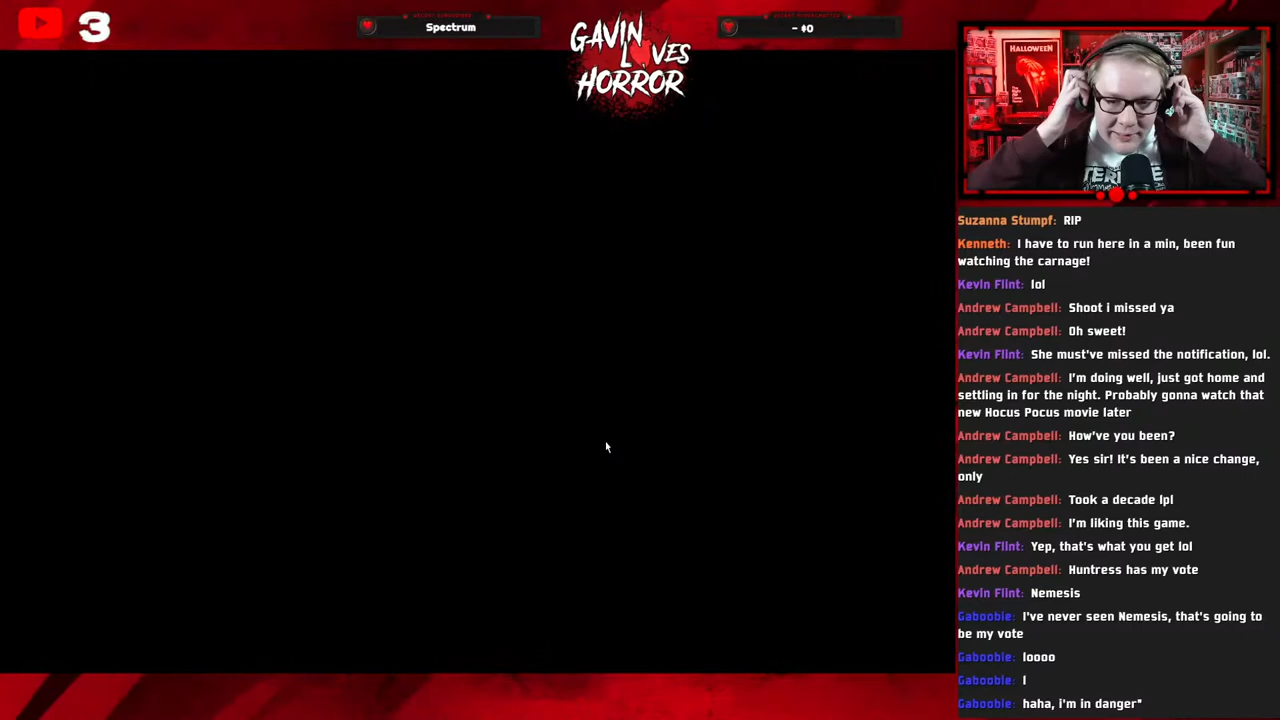 3
Spectrum
- $0
GAVIN
LOVES
HORROR
HALLOWEEN
Suzanna Stumpf: RIP
Kenneth: I have to run here in a min, been fun
watching the carnage!
Kevin Flint: lol
Andrew Campbell: Shoot i missed ya
Andrew Campbell: Oh sweet!
Kevin Flint: She must've missed the notification, lol.
Andrew Campbell: I'm doing well, just got home and
settling in for the night. Probably gonna watch that
new Hocus Pocus movie later
Andrew Campbell: How've you been?
Andrew Campbell: Yes sir! It's been a nice change,
only
Andrew Campbell: Took a decade lpl
Andrew Campbell: I'm liking this game.
Kevin Flint: Yep, that's what you get lol
Andrew Campbell: Huntress has my vote
Kevin Flint: Nemesis
Gaboobie: I've never seen Nemesis, that's going to
be my vote
Gaboobie: loooo
Gaboobie: l
Gaboobie: haha, i'm in danger"